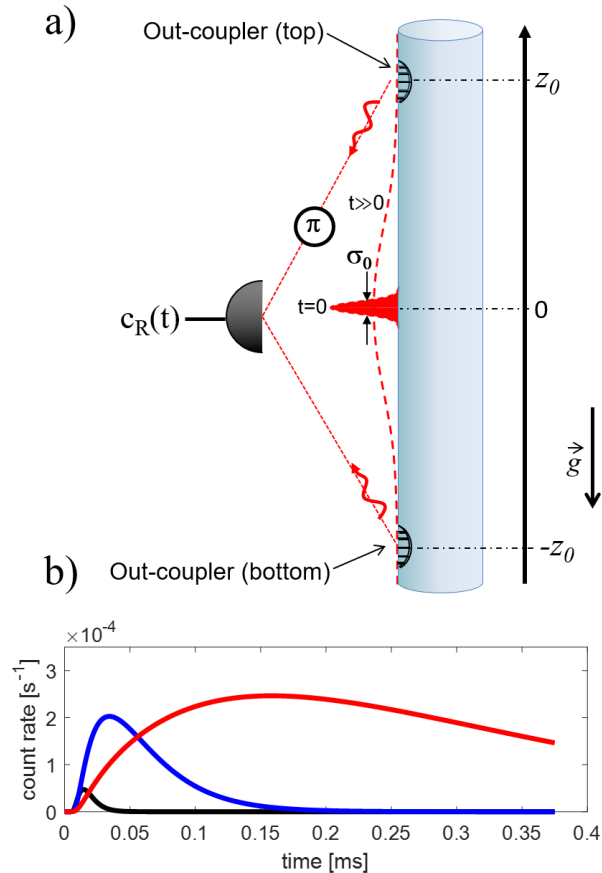 a)
Out-coupler (top)
z₀
π
t≫0
σ₀
t=0
0
c_R(t)
g⃗
-z₀
Out-coupler (bottom)
b)
×10⁻⁴
count rate [s⁻¹]
3
2
1
0
0 0.05 0.1 0.15 0.2 0.25 0.3 0.35 0.4
time [ms]